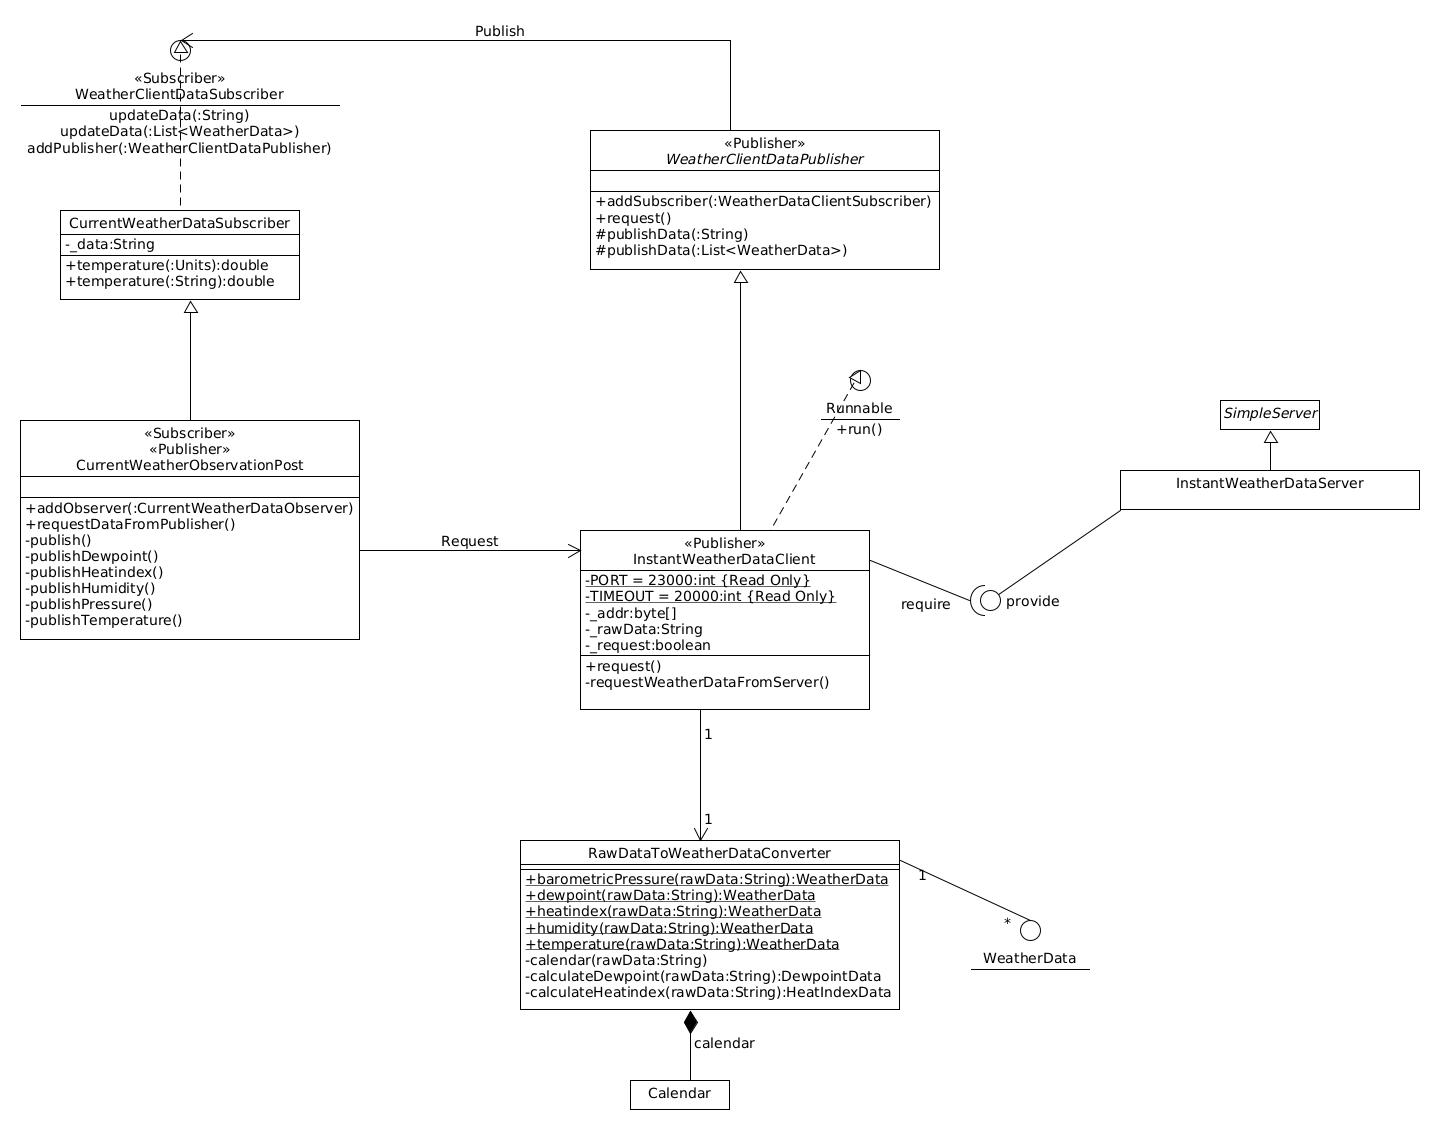 Publish
«Subscriber»
WeatherClientDataSubscriber
updateData(:String)
updateData(:List<WeatherData>)
addPublisher(:WeatherClientDataPublisher)
«Publisher»
WeatherClientDataPublisher
+addSubscriber(:WeatherDataClientSubscriber)
+request()
#publishData(:String)
#publishData(:List<WeatherData>)
CurrentWeatherDataSubscriber
-_data:String
+temperature(:Units):double
+temperature(:String):double
Runnable
+run()
SimpleServer
InstantWeatherDataServer
«Subscriber»
«Publisher»
CurrentWeatherObservationPost
+addObserver(:CurrentWeatherDataObserver)
+requestDataFromPublisher()
-publish()
-publishDewpoint()
-publishHeatindex()
-publishHumidity()
-publishPressure()
-publishTemperature()
Request
«Publisher»
InstantWeatherDataClient
-PORT = 23000:int {Read Only}
-TIMEOUT = 20000:int {Read Only}
-_addr:byte[]
-_rawData:String
-_request:boolean
+request()
-requestWeatherDataFromServer()
require
provide
1
1
RawDataToWeatherDataConverter
+barometricPressure(rawData:String):WeatherData
+dewpoint(rawData:String):WeatherData
+heatindex(rawData:String):WeatherData
+humidity(rawData:String):WeatherData
+temperature(rawData:String):WeatherData
-calendar(rawData:String)
-calculateDewpoint(rawData:String):DewpointData
-calculateHeatindex(rawData:String):HeatIndexData
1
*
WeatherData
calendar
Calendar